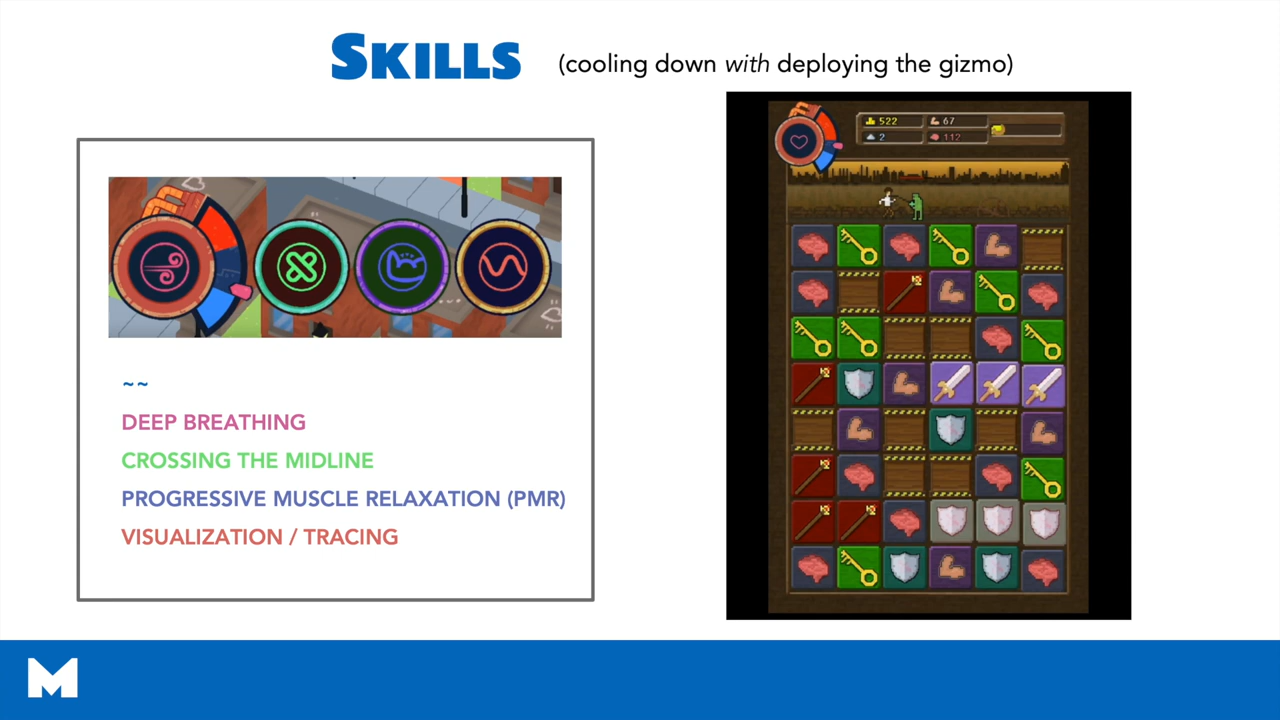 SKILLS (cooling down with deploying the gizmo)
~~
DEEP BREATHING
CROSSING THE MIDLINE
PROGRESSIVE MUSCLE RELAXATION (PMR)
VISUALIZATION / TRACING
522 67
2 112
M